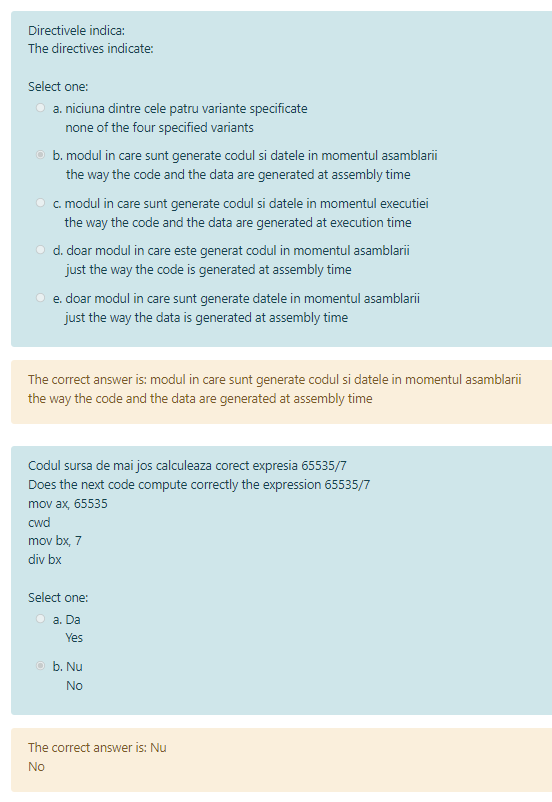 Directivele indica:
The directives indicate:
Select one:
a. niciuna dintre cele patru variante specificate
none of the four specified variants
b. modul in care sunt generate codul si datele in momentul asamblarii
the way the code and the data are generated at assembly time
c. modul in care sunt generate codul si datele in momentul executiei
the way the code and the data are generated at execution time
d. doar modul in care este generat codul in momentul asamblarii
just the way the code is generated at assembly time
e. doar modul in care sunt generate datele in momentul asamblarii
just the way the data is generated at assembly time
The correct answer is: modul in care sunt generate codul si datele in momentul asamblarii
the way the code and the data are generated at assembly time
Codul sursa de mai jos calculeaza corect expresia 65535/7
Does the next code compute correctly the expression 65535/7
mov ax, 65535
cwd
mov bx, 7
div bx
Select one:
a. Da
Yes
b. Nu
No
The correct answer is: Nu
No